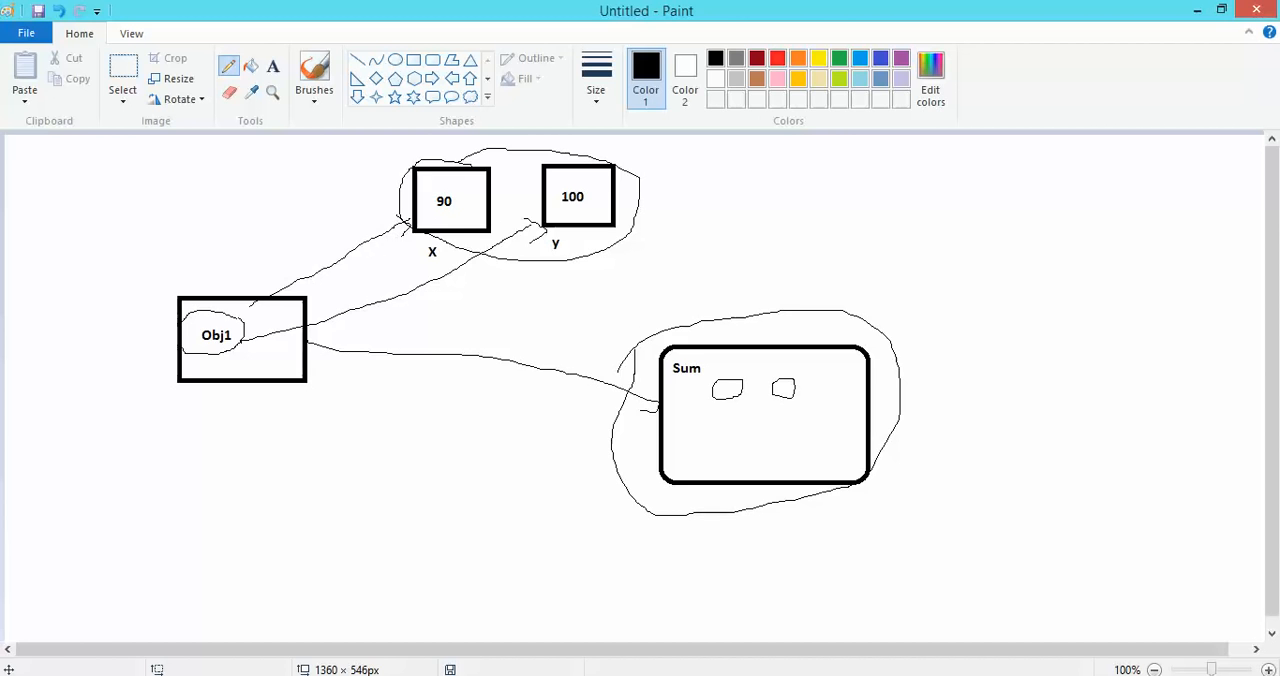 Untitled - Paint
File
Home
View
Paste
Cut
Copy
Clipboard
Select
Crop
Resize
Rotate
Image
A
Tools
Brushes
Outline
Fill
Shapes
Size
Color
1
Color
2
Edit
colors
Colors
90
100
X
y
Obj1
Sum
1360 × 546px
100%